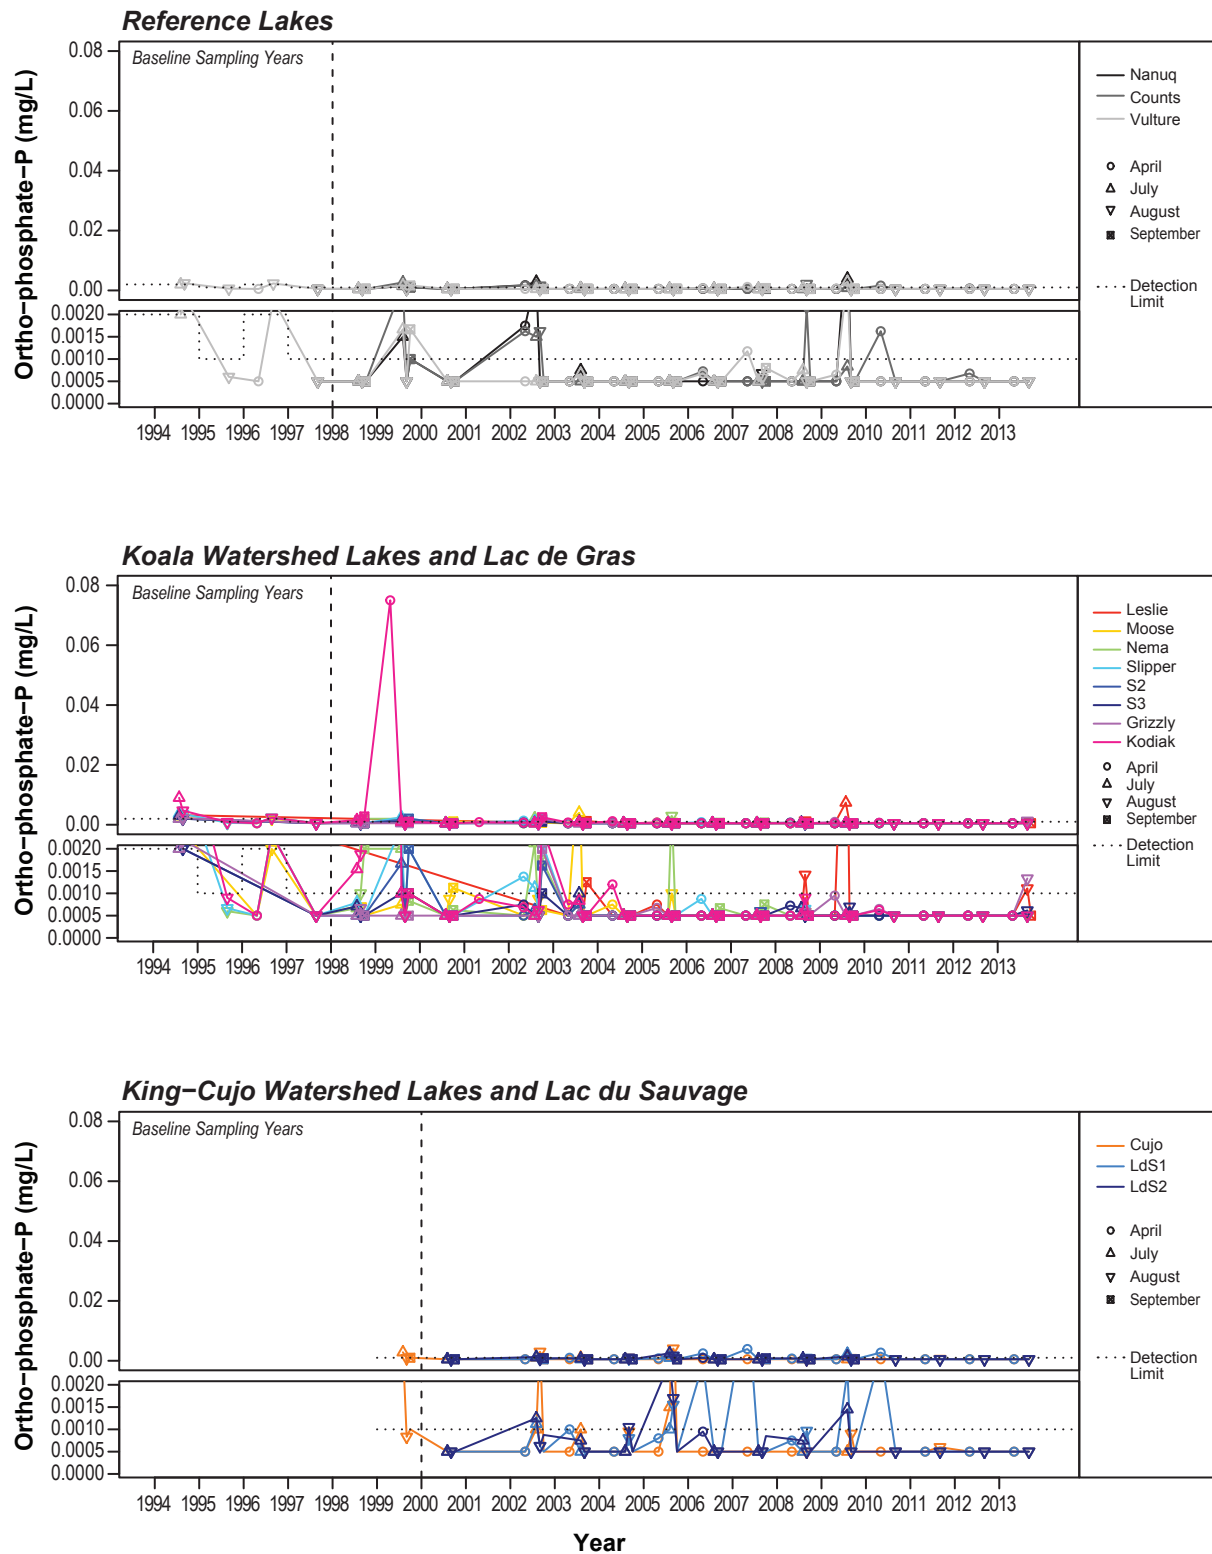 Reference Lakes
Baseline Sampling Years
Ortho-phosphate-P (mg/L)
0.08
0.06
0.04
0.02
0.00
0.0020
0.0015
0.0010
0.0005
0.0000
1994 1995 1996 1997 1998 1999 2000 2001 2002 2003 2004 2005 2006 2007 2008 2009 2010 2011 2012 2013
Nanuq
Counts
Vulture
April
July
August
September
Detection
Limit
Koala Watershed Lakes and Lac de Gras
Baseline Sampling Years
Ortho-phosphate-P (mg/L)
0.08
0.06
0.04
0.02
0.00
0.0020
0.0015
0.0010
0.0005
0.0000
1994 1995 1996 1997 1998 1999 2000 2001 2002 2003 2004 2005 2006 2007 2008 2009 2010 2011 2012 2013
Leslie
Moose
Nema
Slipper
S2
S3
Grizzly
Kodiak
April
July
August
September
Detection
Limit
King-Cujo Watershed Lakes and Lac du Sauvage
Baseline Sampling Years
Ortho-phosphate-P (mg/L)
0.08
0.06
0.04
0.02
0.00
0.0020
0.0015
0.0010
0.0005
0.0000
1994 1995 1996 1997 1998 1999 2000 2001 2002 2003 2004 2005 2006 2007 2008 2009 2010 2011 2012 2013
Year
Cujo
LdS1
LdS2
April
July
August
September
Detection
Limit